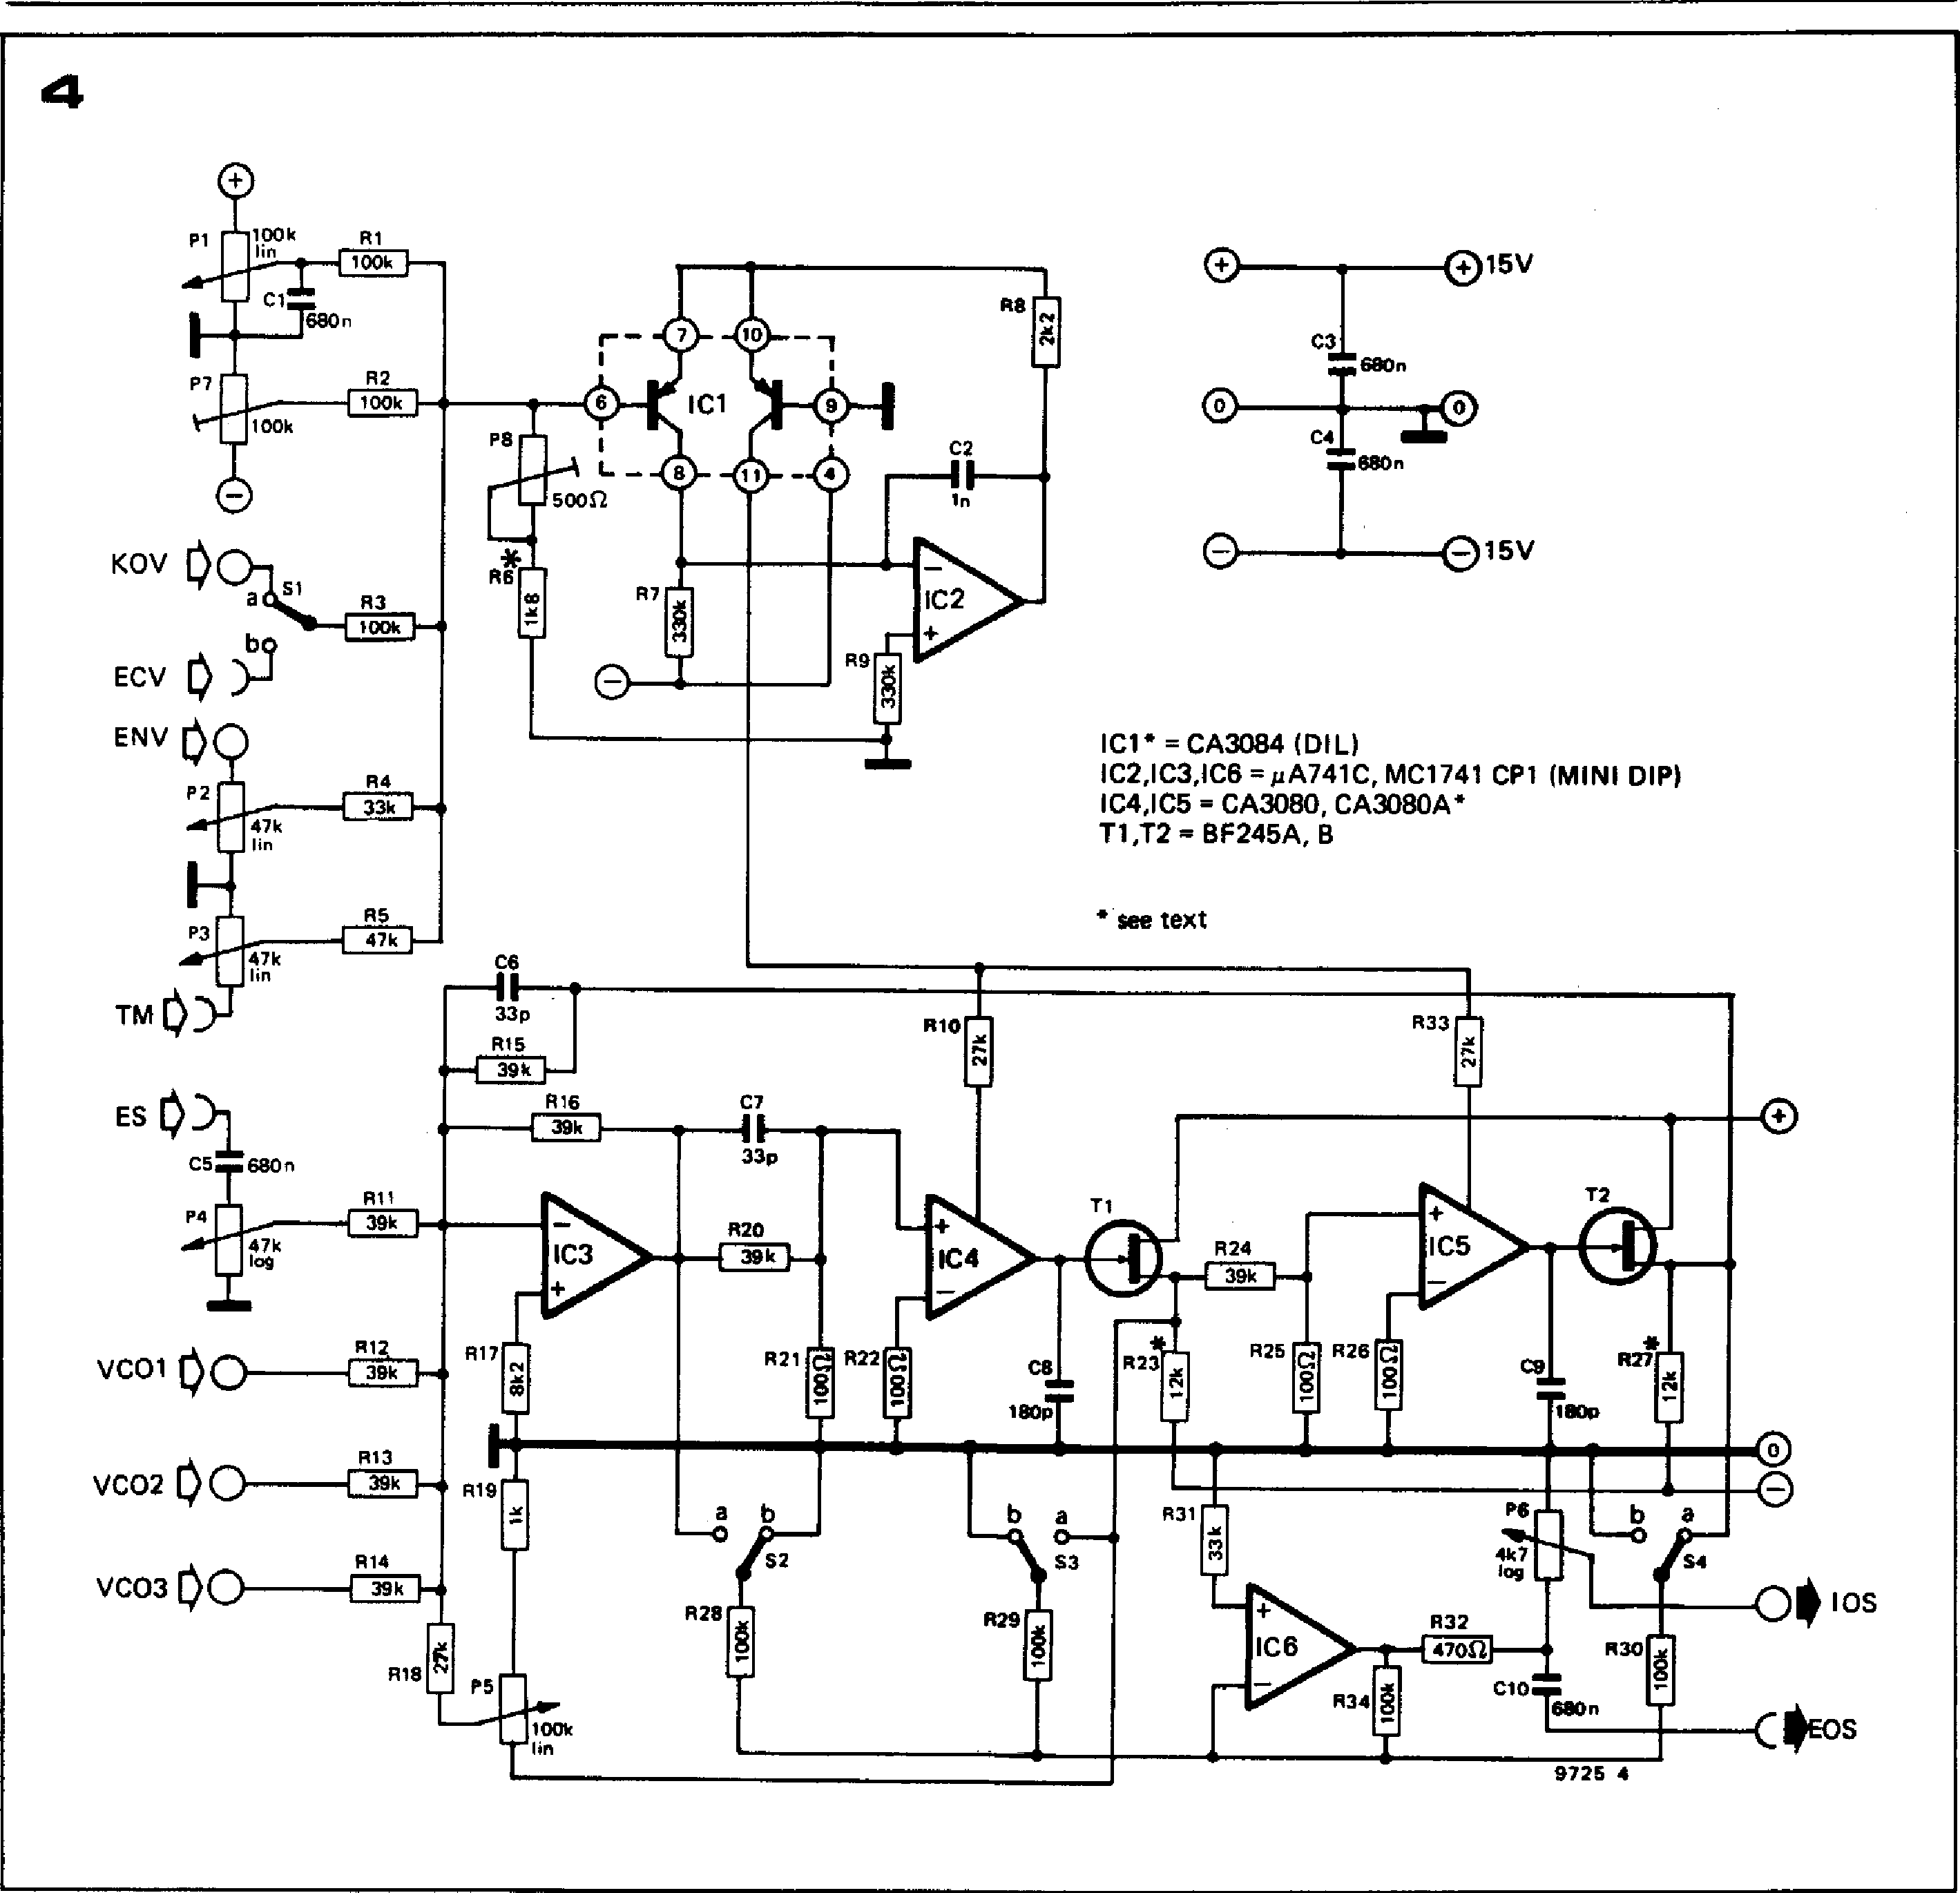 4
+
P1
100k
lin
R1
100k
C1
680n
P7
100k
R2
100k
−
KOV
a
S1
b
R3
100k
ECV
ENV
P2
47k
lin
R4
33k
P3
47k
lin
R5
47k
TM
P8
500Ω
*
R6
1k8
6
7
10
IC1
9
8
11
4
R7
330k
−
C2
1n
R8
2k2
−
IC2
+
R9
330k
+
+ 15V
C3
680n
0
0
C4
680n
−
− 15V
IC1* = CA3084 (DIL)
IC2,IC3,IC6 = μA741C, MC1741 CP1 (MINI DIP)
IC4,IC5 = CA3080, CA3080A*
T1,T2 = BF245A, B
* see text
C6
33p
R15
39k
R16
39k
C7
33p
R10
27k
R33
27k
ES
C5
680n
P4
47k
log
R11
39k
−
IC3
+
R20
39k
+
IC4
−
T1
R24
39k
+
IC5
−
T2
+
VCO1
R12
39k
R17
8k2
R21
100Ω
R22
100Ω
C8
180p
*
R23
12k
R25
100Ω
R26
100Ω
C9
180p
*
R27
12k
0
−
VCO2
R13
39k
R19
1k
a
b
S2
b
a
S3
R31
33k
P6
4k7
log
b
a
S4
VCO3
R14
39k
R18
27k
P5
100k
lin
R28
100k
R29
100k
+
IC6
−
R32
470Ω
R34
100k
C10
680n
R30
100k
IOS
EOS
9725 4